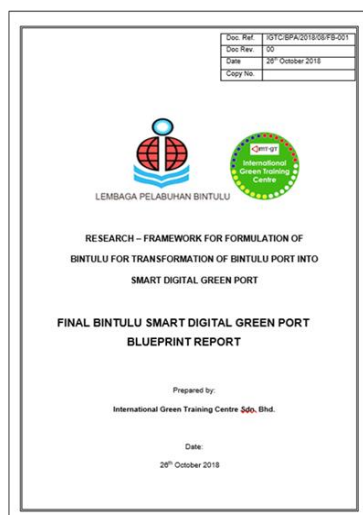 Doc. Ref. IGTC/BPA/2018/08/FB-001
Doc Rev. 00
Date 26th October 2018
Copy No.
LEMBAGA PELABUHAN BINTULU
International
Green Training
Centre
RESEARCH – FRAMEWORK FOR FORMULATION OF
BINTULU FOR TRANSFORMATION OF BINTULU PORT INTO
SMART DIGITAL GREEN PORT
FINAL BINTULU SMART DIGITAL GREEN PORT
BLUEPRINT REPORT
Prepared by:
International Green Training Centre Sdn. Bhd.
Date:
26th October 2018